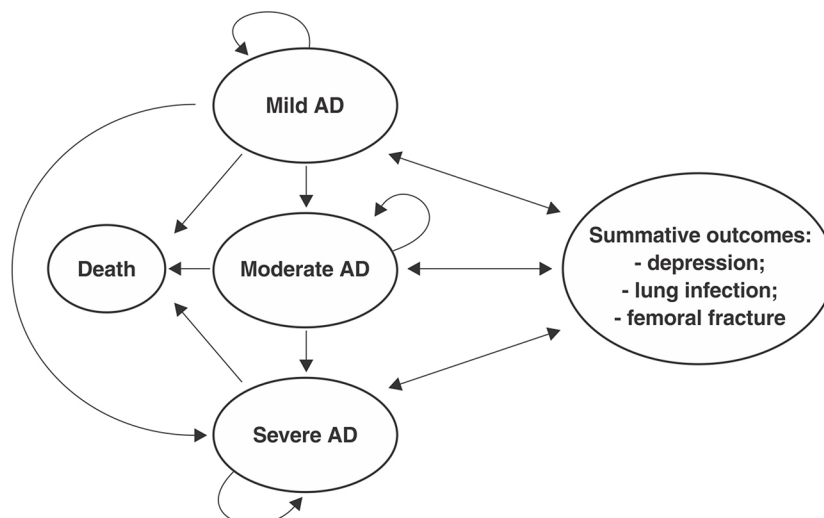 Mild AD
Death
Moderate AD
Summative outcomes:
- depression;
- lung infection;
- femoral fracture
Severe AD